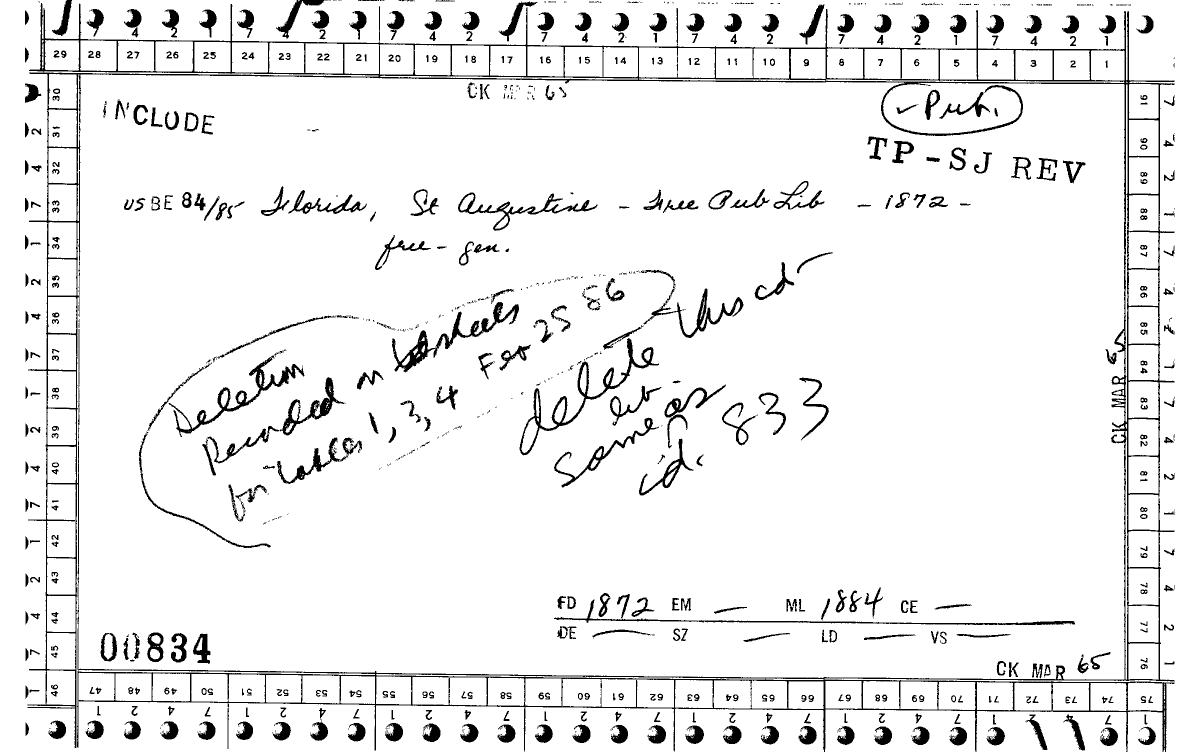 7 4 2 1 7 4 2 1 7 4 2 1 7 4 2 1 7 4 2 1 7 4 2 1 7 4 2 1
29 28 27 26 25 24 23 22 21 20 19 18 17 16 15 14 13 12 11 10 9 8 7 6 5 4 3 2 1
CK MAR 65
INCLUDE
✓ Pub.
TP-SJ REV
USBE 84/85 Florida, St Augustine - Free Pub Lib - 1872 -
free - gen.
Deletion
Recorded on wksheets
for Tables 1, 3, 4 Feb 25 86
delete this cd -
lib.
same as
cd. 833
FD 1872 EM — ML 1884 CE —
DE — SZ — LD — VS —
00834
CK MAR 65
CK MAR 65
30 31 32 33 34 35 36 37 38 39 40 41 42 43 44 45 46
91 90 89 88 87 86 85 84 83 82 81 80 79 78 77 76 75
47 48 49 50 51 52 53 54 55 56 57 58 59 60 61 62 63 64 65 66 67 68 69 70 71 72 73 74 75
1 2 4 7 1 2 4 7 1 2 4 7 1 2 4 7 1 2 4 7 1 2 4 7 1 2 4 7 1